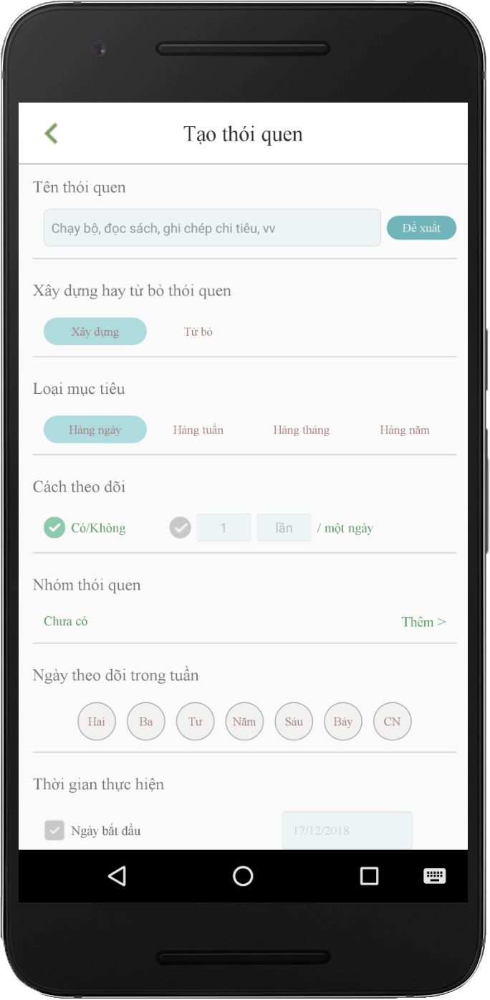 Tạo thói quen
Tên thói quen
Chạy bộ, đọc sách, ghi chép chi tiêu, vv
Đề xuất
Xây dựng hay từ bỏ thói quen
Xây dựng Từ bỏ
Loại mục tiêu
Hàng ngày Hàng tuần Hàng tháng Hàng năm
Cách theo dõi
Có/Không 1 lần / một ngày
Nhóm thói quen
Chưa có Thêm >
Ngày theo dõi trong tuần
Hai Ba Tư Năm Sáu Bảy CN
Thời gian thực hiện
Ngày bắt đầu 17/12/2018